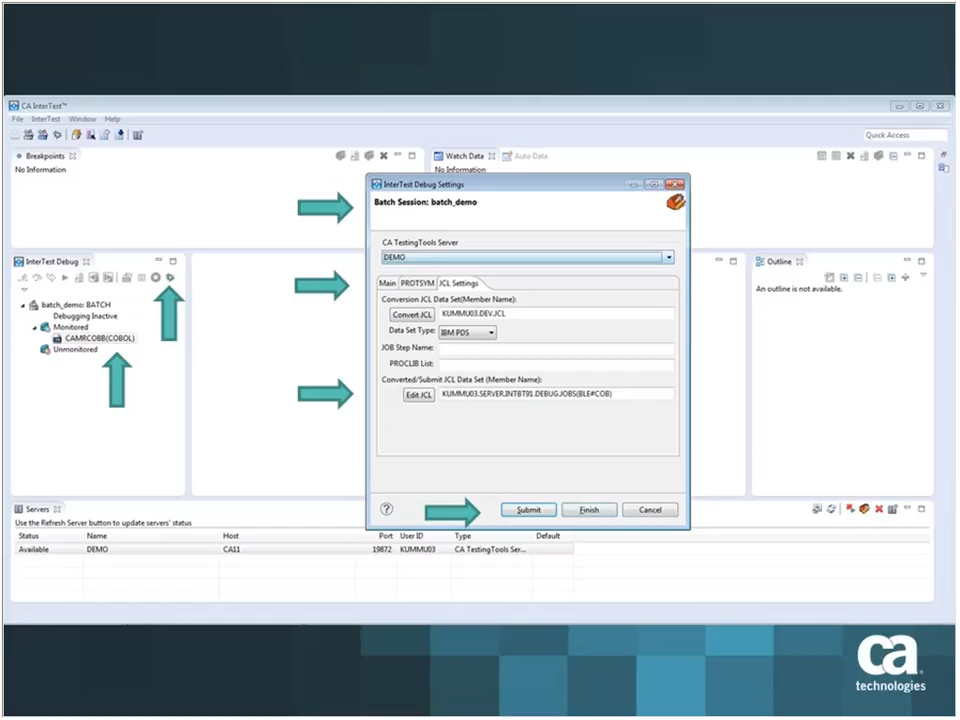 CA InterTest™
File InterTest Window Help
Quick Access
Breakpoints
No Information
Watch Data Auto Data
No Information
InterTest Debug Settings
Batch Session: batch_demo
CA TestingTools Server
DEMO
Main PROTSYM JCL Settings
Conversion JCL Data Set(Member Name):
Convert JCL KUMMU03.DEV.JCL
Data Set Type: IBM PDS
JOB Step Name:
PROCLIB List:
Converted/Submit JCL Data Set (Member Name):
Edit JCL KUMMU03.SERVER.INTBT91.DEBUG.JOBS(BLE#COB)
? Submit Finish Cancel
InterTest Debug
batch_demo: BATCH
Debugging Inactive
Monitored
CAMRCOBB(COBOL)
Unmonitored
Outline
An outline is not available.
Servers
Use the Refresh Server button to update servers' status
Status Name Host Port User ID Type Default
Available DEMO CA11 19872 KUMMU03 CA TestingTools Ser...
ca
technologies